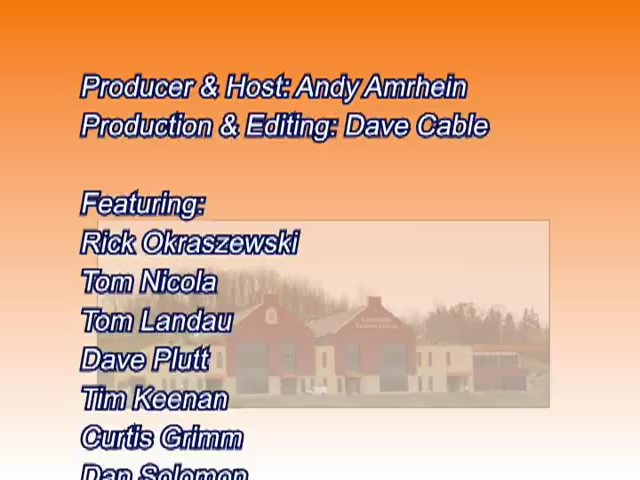 Producer & Host: Andy Amrhein
Production & Editing: Dave Cable
Featuring:
Rick Okraszewski
Tom Nicola
Tom Landau
Dave Plutt
Tim Keenan
Curtis Grimm
Dan Solomon